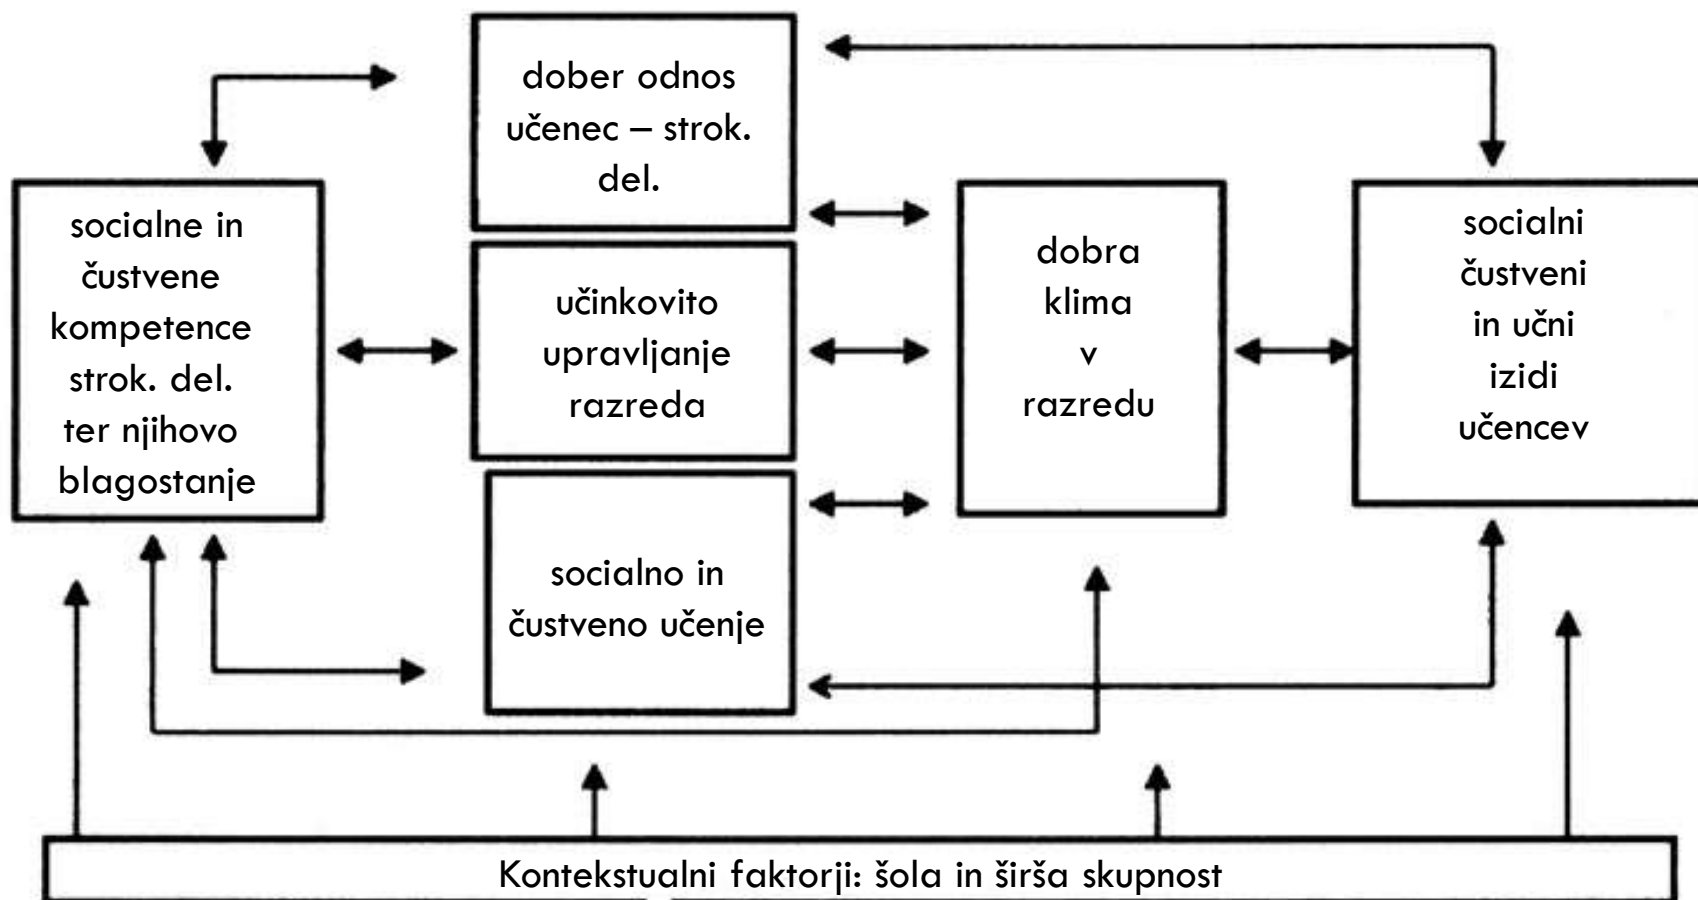 dober odnos
učenec – strok.
del.
socialne in
čustvene
kompetence
strok. del.
ter njihovo
blagostanje
učinkovito
upravljanje
razreda
socialno in
čustveno učenje
dobra
klima
v
razredu
socialni
čustveni
in učni
izidi
učencev
Kontekstualni faktorji: šola in širša skupnost